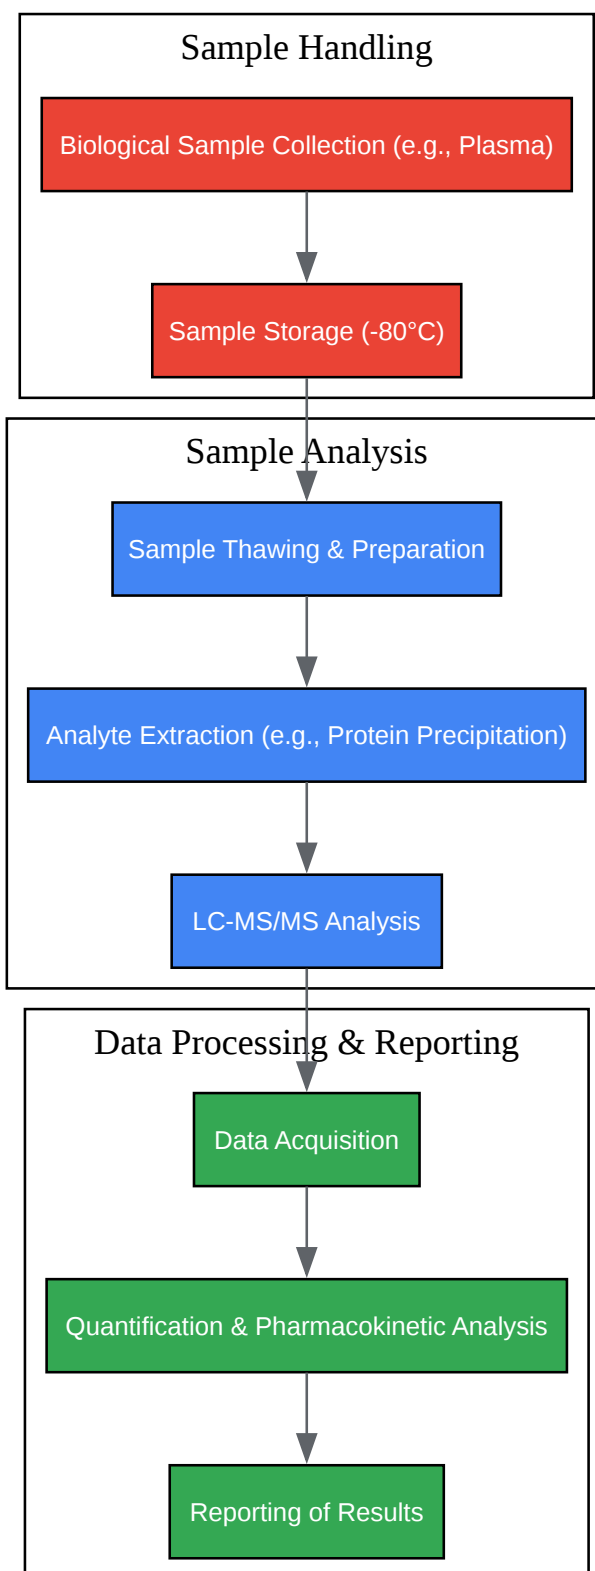 Sample Handling
Biological Sample Collection (e.g., Plasma)
Sample Storage (-80°C)
Sample Analysis
Sample Thawing & Preparation
Analyte Extraction (e.g., Protein Precipitation)
LC-MS/MS Analysis
Data Processing & Reporting
Data Acquisition
Quantification & Pharmacokinetic Analysis
Reporting of Results